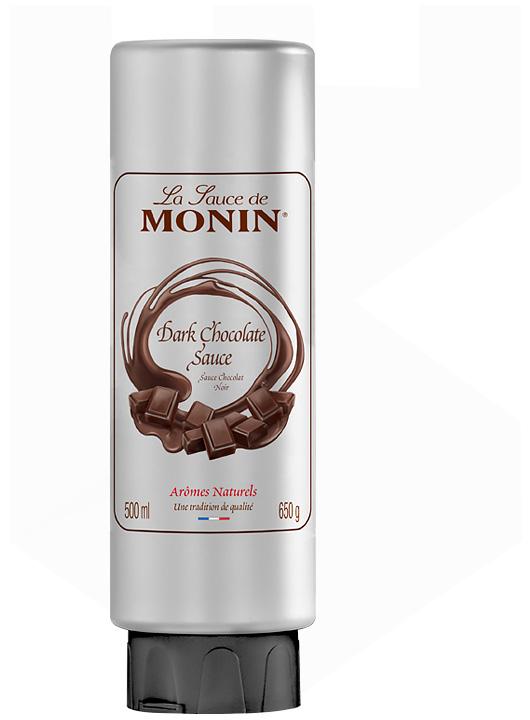 La Sauce de
MONIN®
Dark Chocolate
Sauce
Sauce Chocolat
Noir
Arômes Naturels
500 ml
Une tradition de qualité
650 g